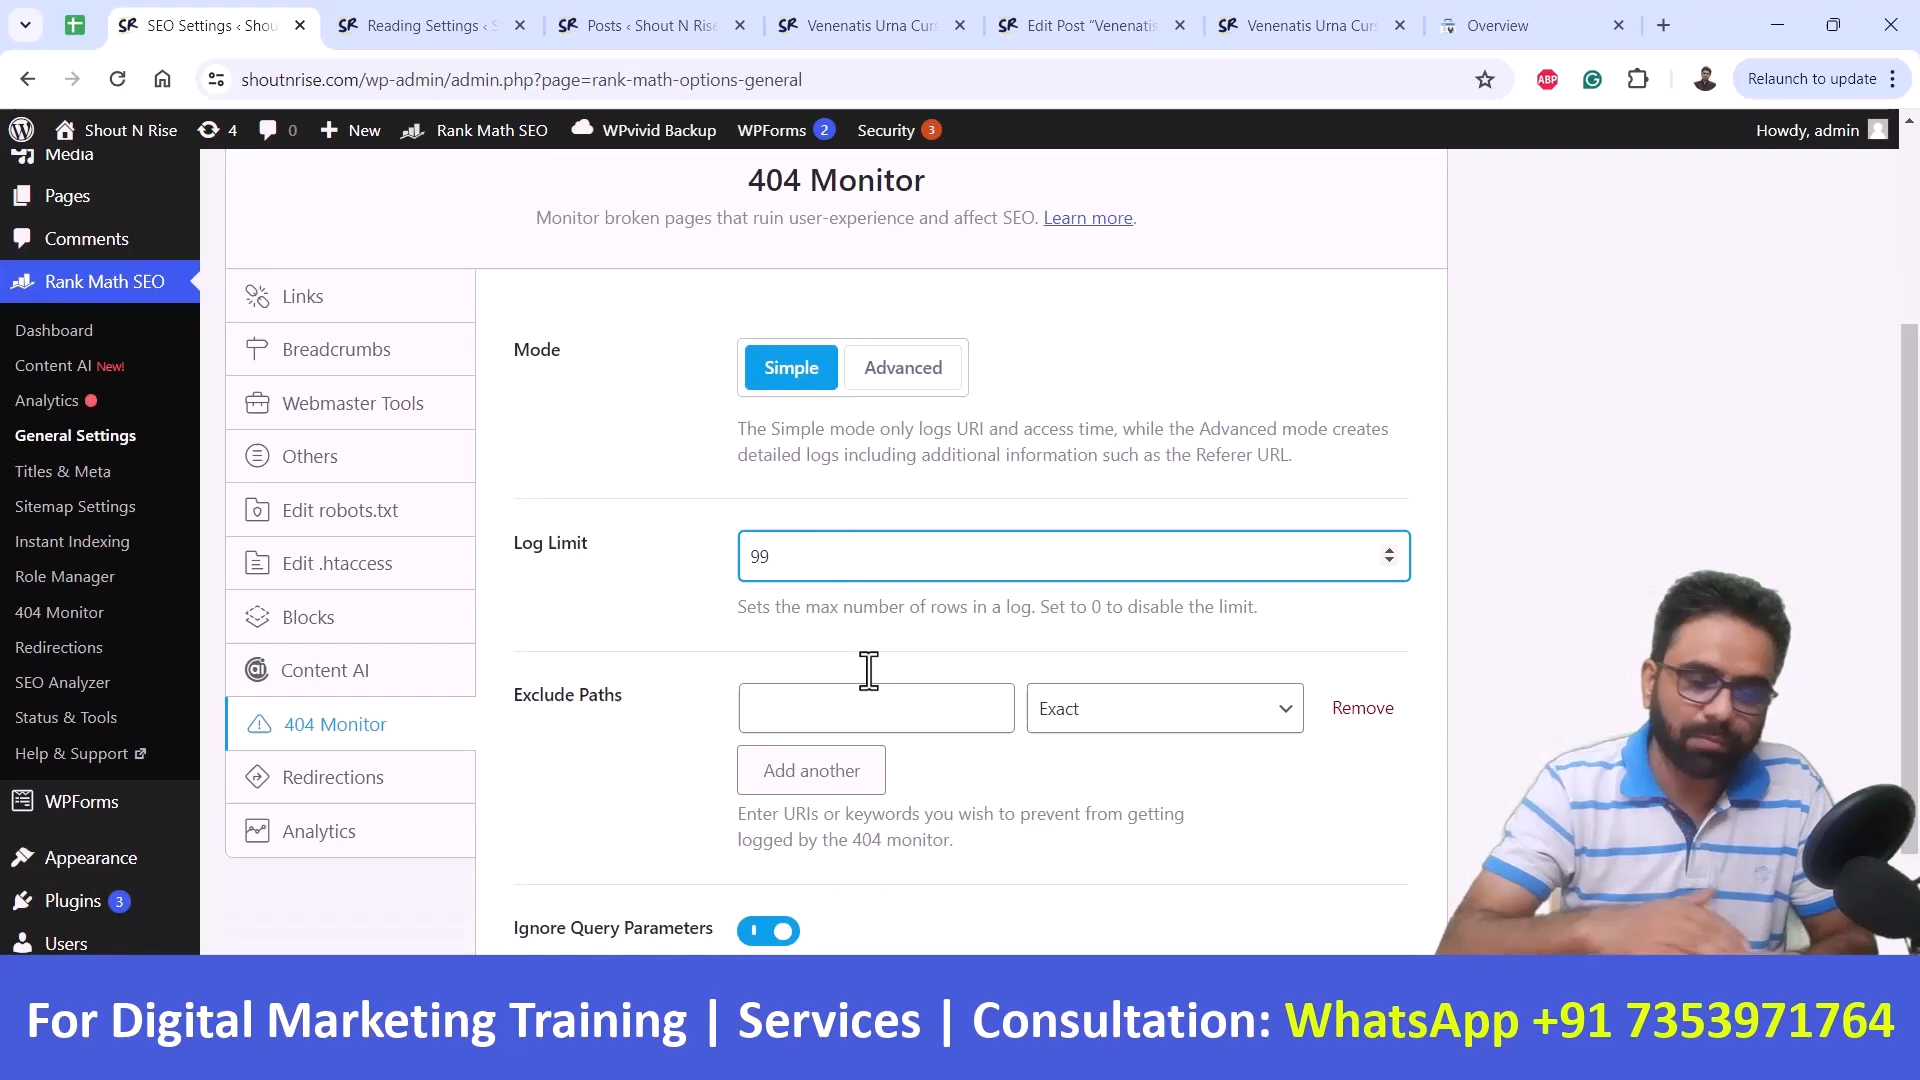 SEO Settings ‹ Shou
Reading Settings ‹ S
Posts ‹ Shout N Rise
Venenatis Urna Curs
Edit Post “Venenatis
Venenatis Urna Curs
Overview
shoutnrise.com/wp-admin/admin.php?page=rank-math-options-general
ABP
Relaunch to update
Shout N Rise
4
0
New
Rank Math SEO
WPvivid Backup
WPForms 2
Security 3
Howdy, admin
Media
Pages
Comments
Rank Math SEO
Dashboard
Content AI New!
Analytics
General Settings
Titles & Meta
Sitemap Settings
Instant Indexing
Role Manager
404 Monitor
Redirections
SEO Analyzer
Status & Tools
Help & Support
WPForms
Appearance
Plugins 3
Users
404 Monitor
Monitor broken pages that ruin user-experience and affect SEO. Learn more.
Links
Breadcrumbs
Webmaster Tools
Others
Edit robots.txt
Edit .htaccess
Blocks
Content AI
404 Monitor
Redirections
Analytics
Mode
Simple
Advanced
The Simple mode only logs URI and access time, while the Advanced mode creates
detailed logs including additional information such as the Referer URL.
Log Limit
99
Sets the max number of rows in a log. Set to 0 to disable the limit.
Exclude Paths
Exact
Remove
Add another
Enter URIs or keywords you wish to prevent from getting
logged by the 404 monitor.
Ignore Query Parameters
For Digital Marketing Training | Services | Consultation: WhatsApp +91 7353971764